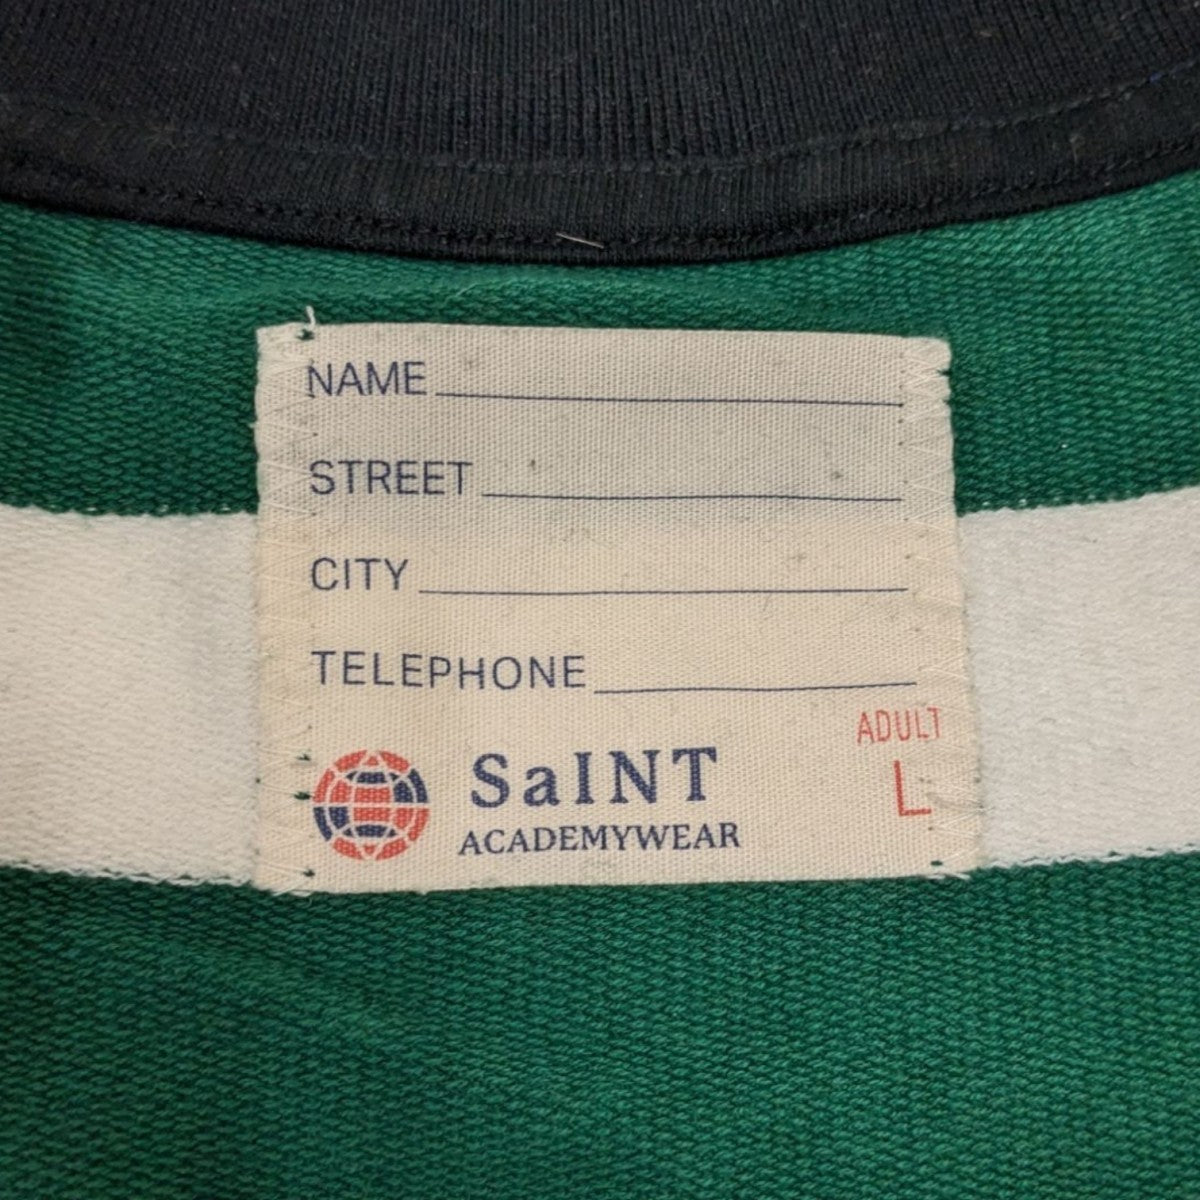 NAME
STREET
CITY
TELEPHONE
SaINT
ACADEMYWEAR
ADULT
L